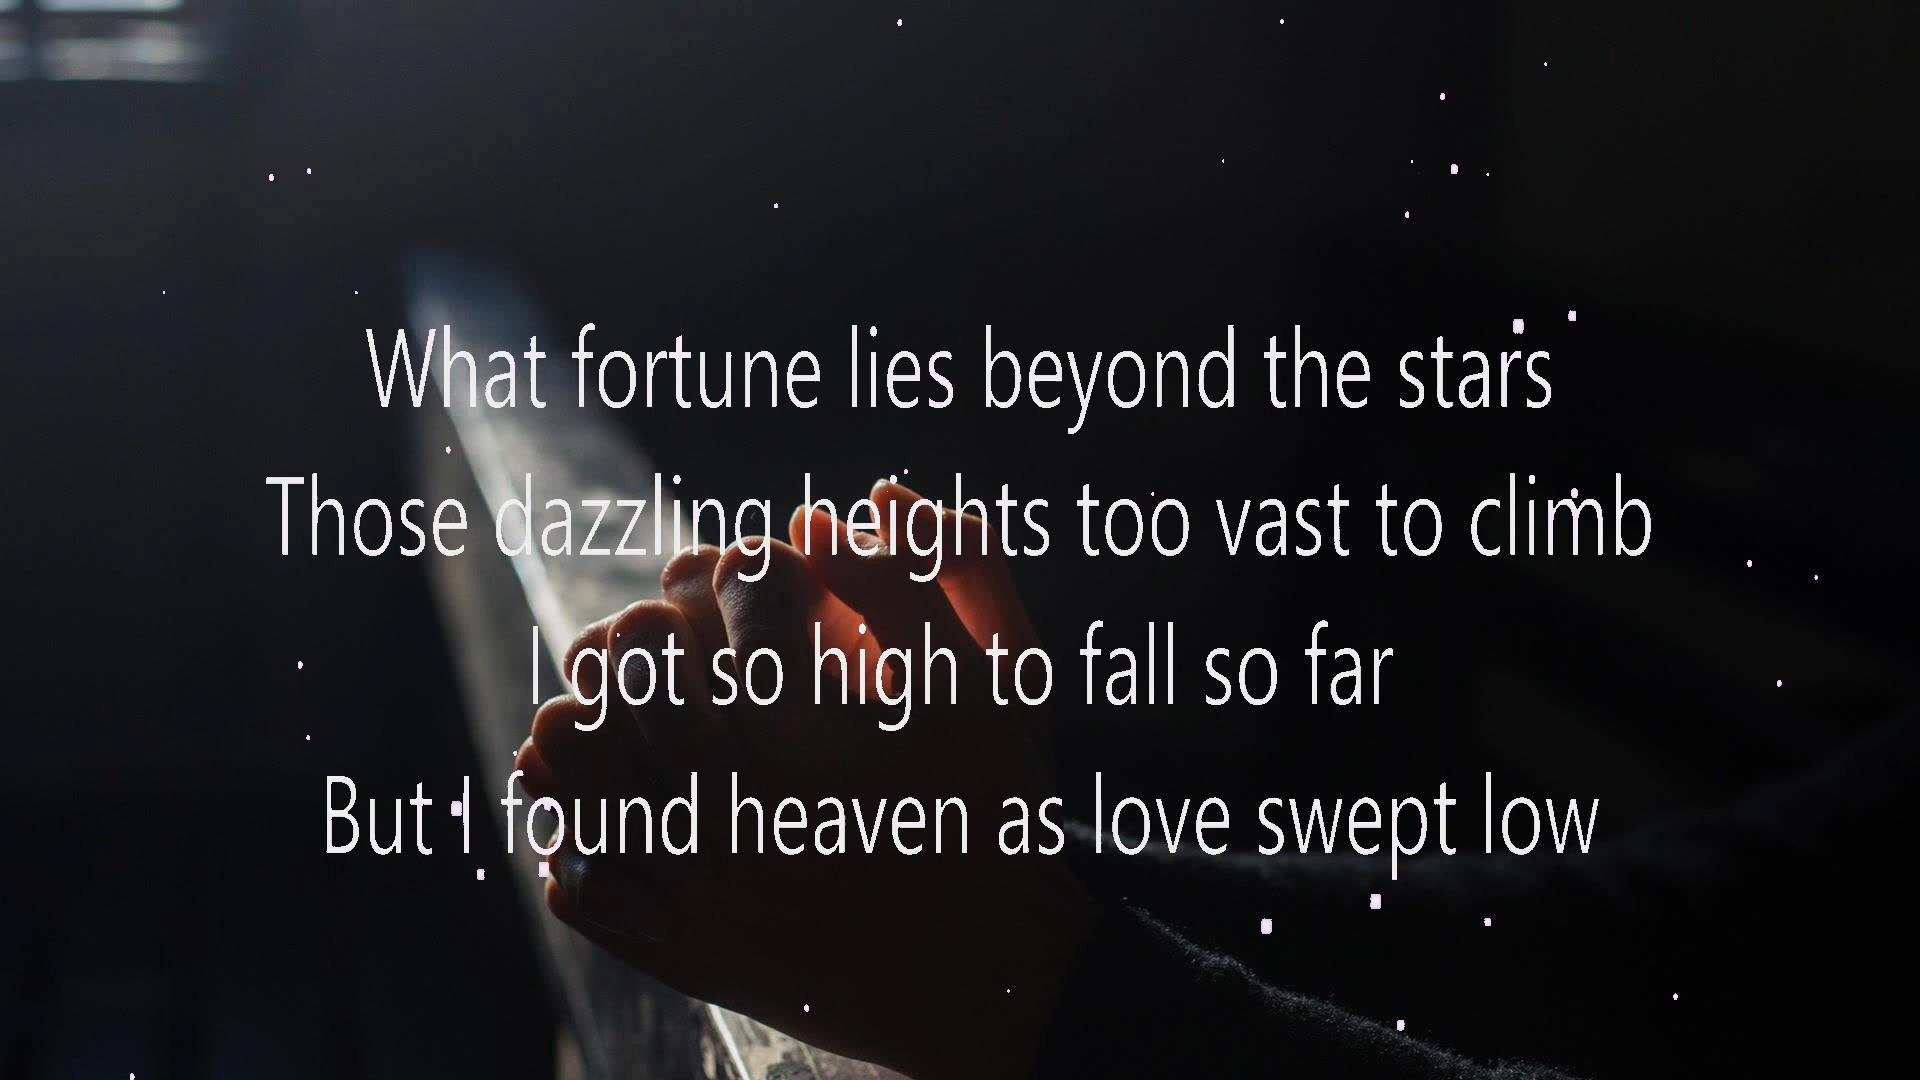 What fortune lies beyond the stars
Those dazzling heights too vast to climb
I got so high to fall so far
But I found heaven as love swept low